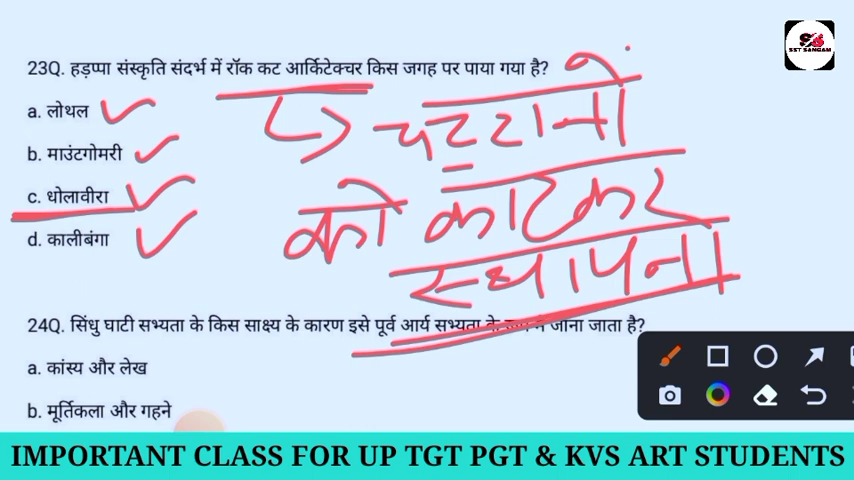 SST SANGAM
23Q. हड़प्पा संस्कृति संदर्भ में रॉक कट आर्किटेक्चर किस जगह पर पाया गया है?
a. लोथल
b. माउंटगोमरी
c. धोलावीरा
d. कालीबंगा
चट्टानों
को काटकर
स्थापना
24Q. सिंधु घाटी सभ्यता के किस साक्ष्य के कारण इसे पूर्व आर्य सभ्यता के रूप में जाना जाता है?
a. कांस्य और लेख
b. मूर्तिकला और गहने
IMPORTANT CLASS FOR UP TGT PGT & KVS ART STUDENTS